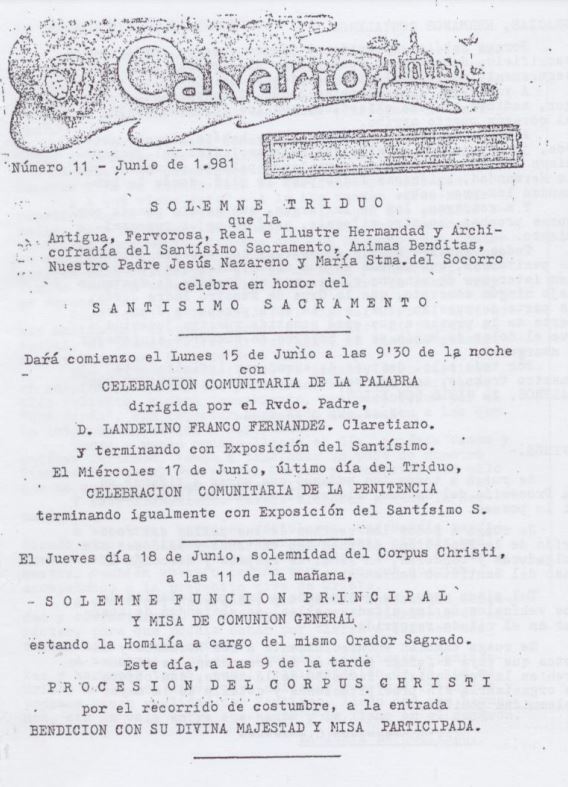 Calvario
Número 11 - Junio de 1.981
S O L E M N E   T R I D U O
que la
Antigua, Fervorosa, Real e Ilustre Hermandad y Archi-
cofradía del Santísimo Sacramento, Animas Benditas,
Nuestro Padre Jesús Nazareno y María Stma.del Socorro
celebra en honor del
S A N T I S I M O   S A C R A M E N T O
Dará comienzo el Lunes 15 de Junio a las 9'30 de la noche
con
CELEBRACION COMUNITARIA DE LA PALABRA
dirigida por el Rvdo. Padre,
D. LANDELINO FRANCO FERNANDEZ. Claretiano.
y terminando con Exposición del Santísimo.
El Miércoles 17 de Junio, último día del Triduo,
CELEBRACION COMUNITARIA DE LA PENITENCIA
terminando igualmente con Exposición del Santísimo S.
El Jueves día 18 de Junio, solemnidad del Corpus Christi,
a las 11 de la mañana,
S O L E M N E   F U N C I O N   P R I N C I P A L
Y MISA DE COMUNION GENERAL
estando la Homilía a cargo del mismo Orador Sagrado.
Este día, a las 9 de la tarde
P R O C E S I O N   D E L   C O R P U S   C H R I S T I
por el recorrido de costumbre, a la entrada
BENDICION CON SU DIVINA MAJESTAD Y MISA PARTICIPADA.